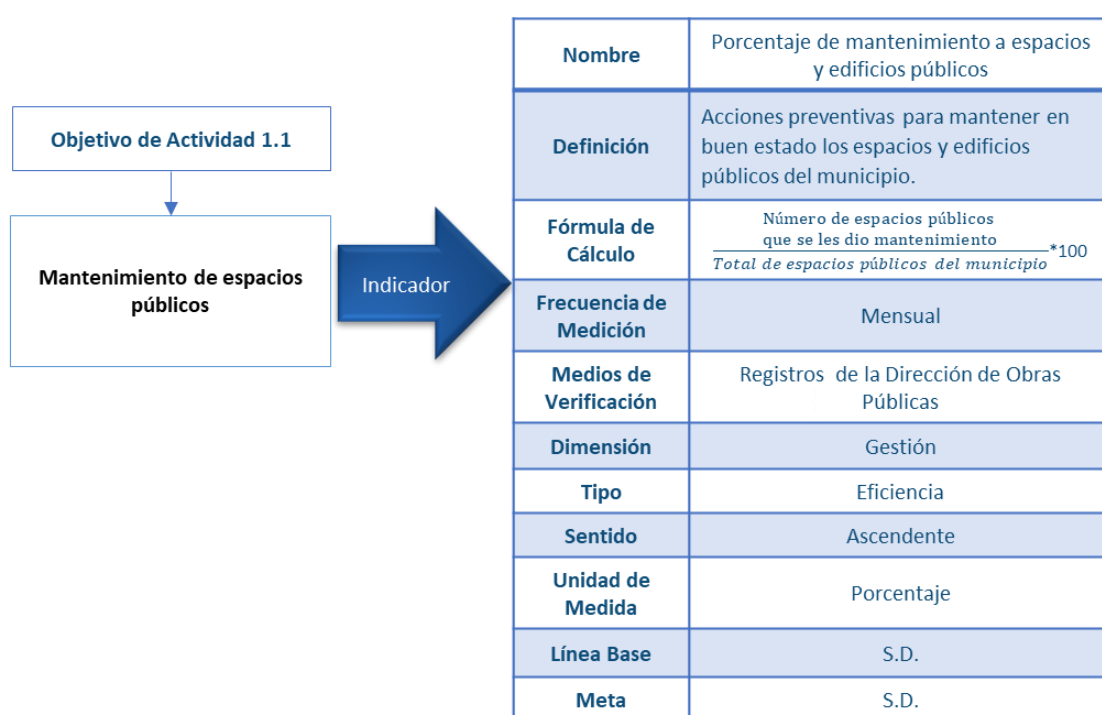 Objetivo de Actividad 1.1
Mantenimiento de espacios
públicos
Indicador
Nombre
Porcentaje de mantenimiento a espacios
y edificios públicos
Definición
Acciones preventivas para mantener en
buen estado los espacios y edificios
públicos del municipio.
Fórmula de
Cálculo
Número de espacios públicos
que se les dio mantenimiento
Total de espacios públicos del municipio
*100
Frecuencia de
Medición
Mensual
Medios de
Verificación
Registros de la Dirección de Obras
Públicas
Dimensión
Gestión
Tipo
Eficiencia
Sentido
Ascendente
Unidad de
Medida
Porcentaje
Línea Base
S.D.
Meta
S.D.